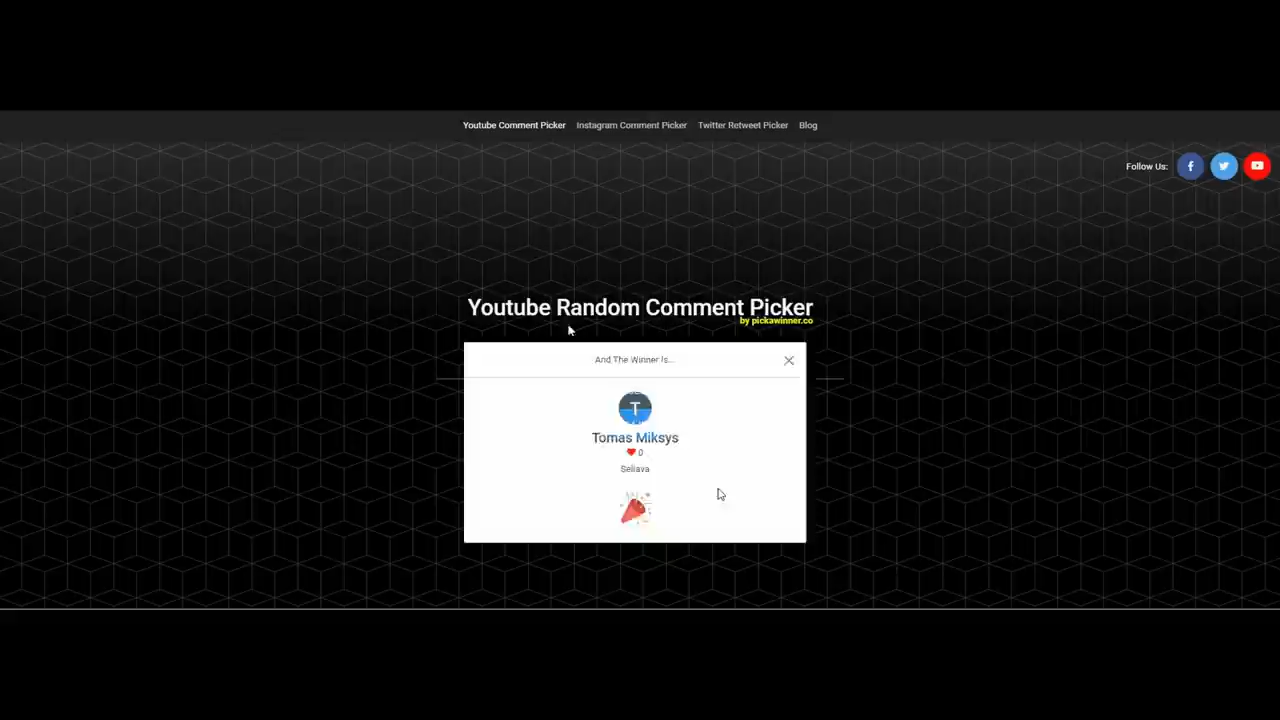 Youtube Comment Picker Instagram Comment Picker Twitter Retweet Picker Blog
Follow Us:
Youtube Random Comment Picker
by pickawinner.co
And The Winner Is...
T
Tomas Miksys
0
Seliava